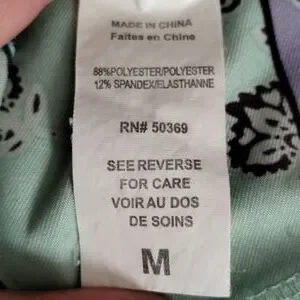 MADE IN CHINA
Faites en Chine
88%POLYESTER/POLYESTER
12% SPANDEX/ELASTHANNE
RN# 50369
SEE REVERSE
FOR CARE
VOIR AU DOS
DE SOINS
M